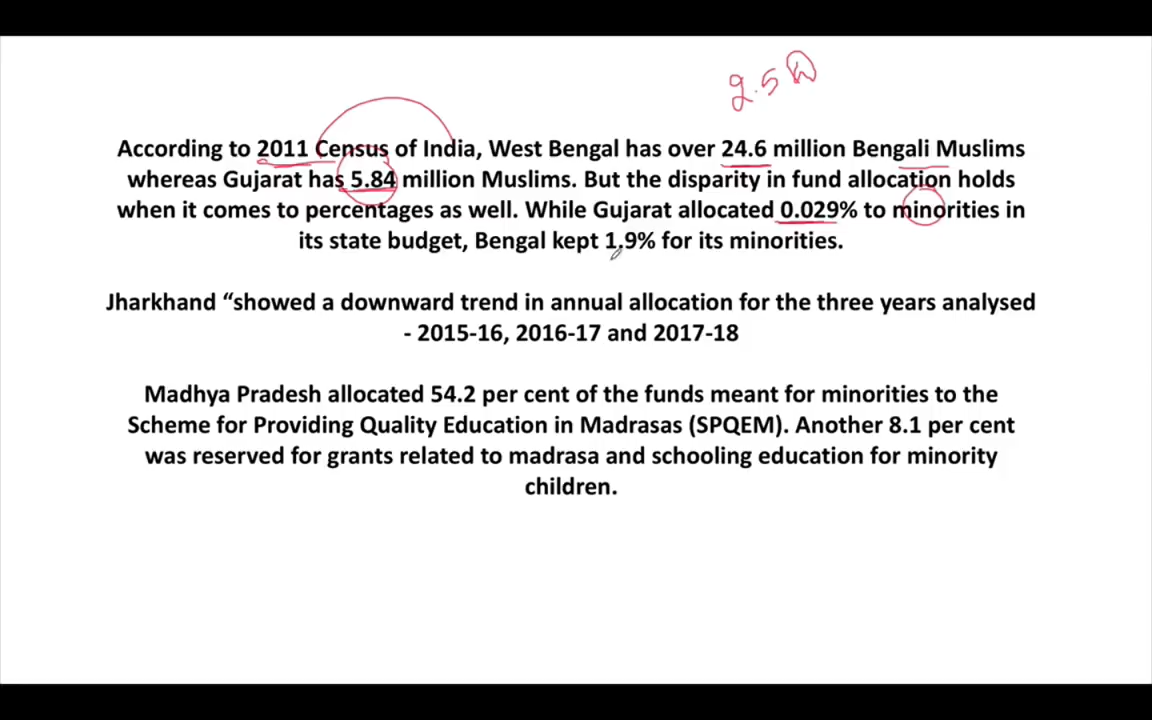 2.5
According to 2011 Census of India, West Bengal has over 24.6 million Bengali Muslims
whereas Gujarat has 5.84 million Muslims. But the disparity in fund allocation holds
when it comes to percentages as well. While Gujarat allocated 0.029% to minorities in
its state budget, Bengal kept 1.9% for its minorities.
Jharkhand “showed a downward trend in annual allocation for the three years analysed
- 2015-16, 2016-17 and 2017-18
Madhya Pradesh allocated 54.2 per cent of the funds meant for minorities to the
Scheme for Providing Quality Education in Madrasas (SPQEM). Another 8.1 per cent
was reserved for grants related to madrasa and schooling education for minority
children.